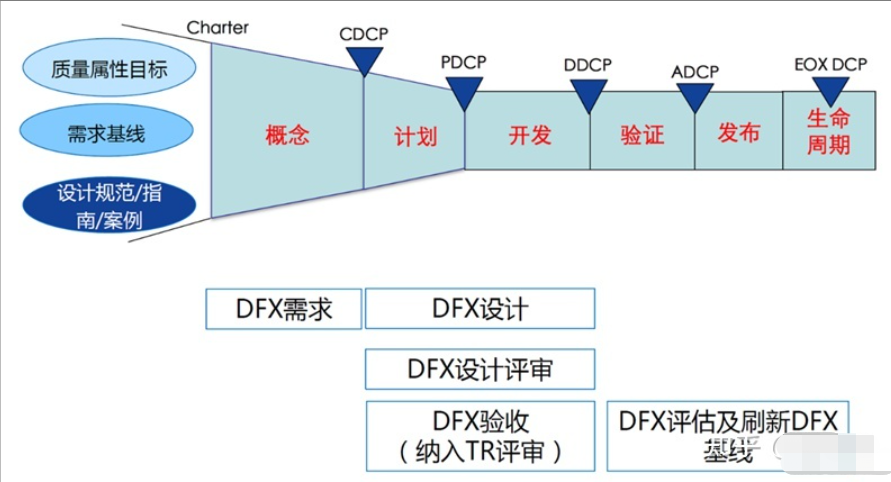 Charter
CDCP
PDCP
DDCP
ADCP
EOX DCP
质量属性目标
需求基线
设计规范/指
南/案例
概念
计划
开发
验证
发布
生命
周期
DFX需求
DFX设计
DFX设计评审
DFX验收
（纳入TR评审）
DFX评估及刷新DFX
基线
知乎